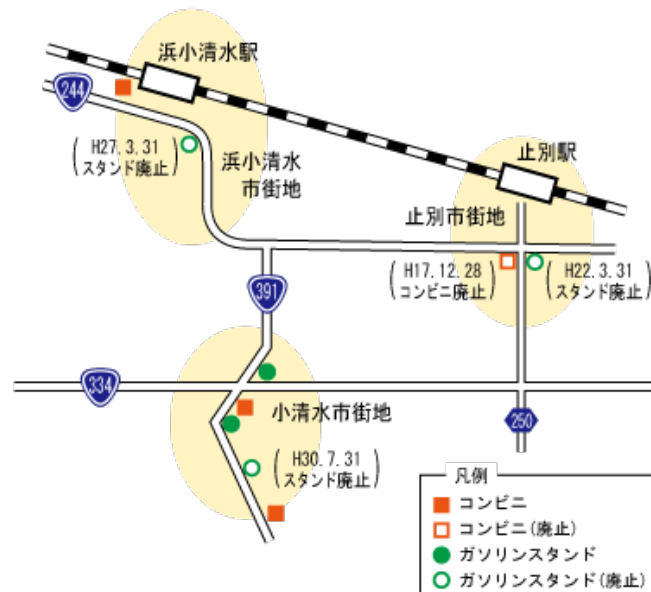 浜小清水駅
244
(H27.3.31
スタンド廃止)
浜小清水
市街地
止別駅
止別市街地
(H17.12.28
コンビニ廃止)
(H22.3.31
スタンド廃止)
391
334
小清水市街地
250
(H30.7.31
スタンド廃止)
凡例
コンビニ
コンビニ(廃止)
ガソリンスタンド
ガソリンスタンド(廃止)